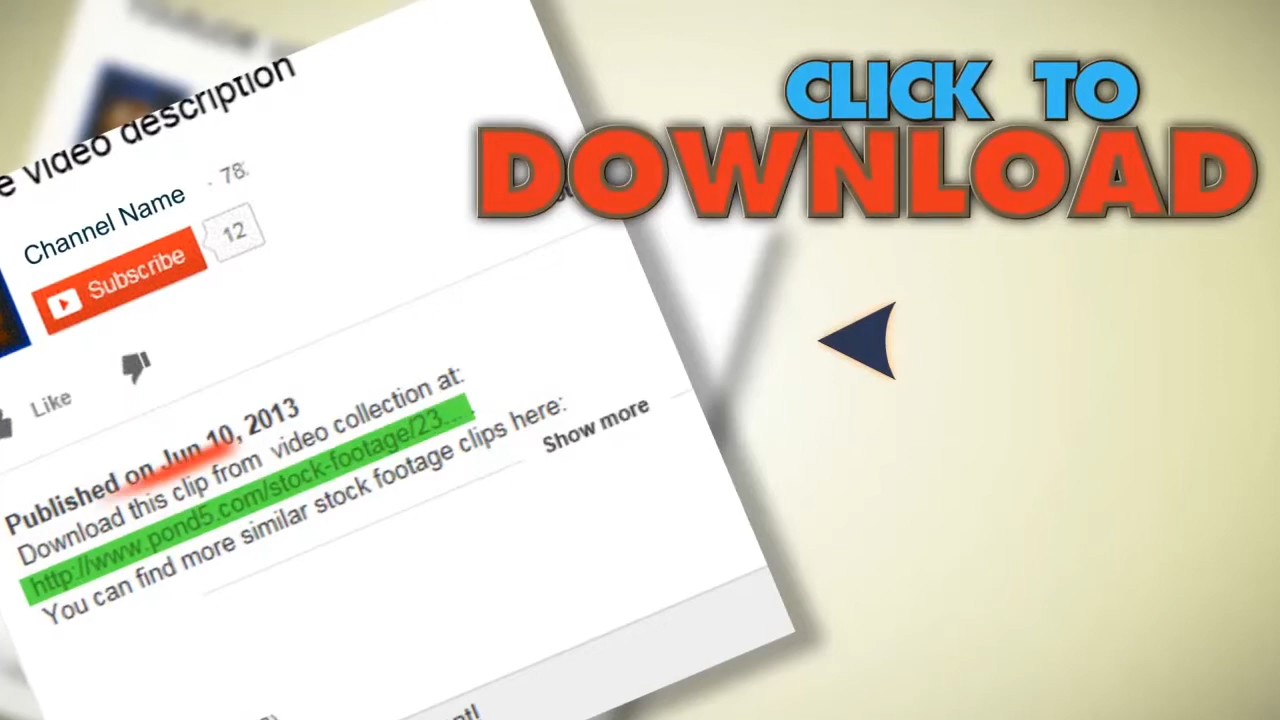 e video description
Channel Name
· 78
Subscribe
12
Like
Published on Jun 10, 2013
Download this clip from video collection at:
http://www.pond5.com/stock-footage/23...
You can find more similar stock footage clips here:
Show more
CLICK TO
DOWNLOAD